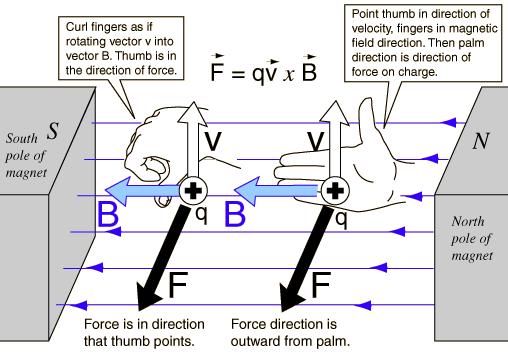 Curl fingers as if
rotating vector v into
vector B. Thumb is in
the direction of force.
F = qv x B
Point thumb in direction of
velocity, fingers in magnetic
field direction. Then palm
direction is direction of
force on charge.
S
South
pole of
magnet
N
North
pole of
magnet
v
v
B
q
B
q
F
F
Force is in direction
that thumb points.
Force direction is
outward from palm.